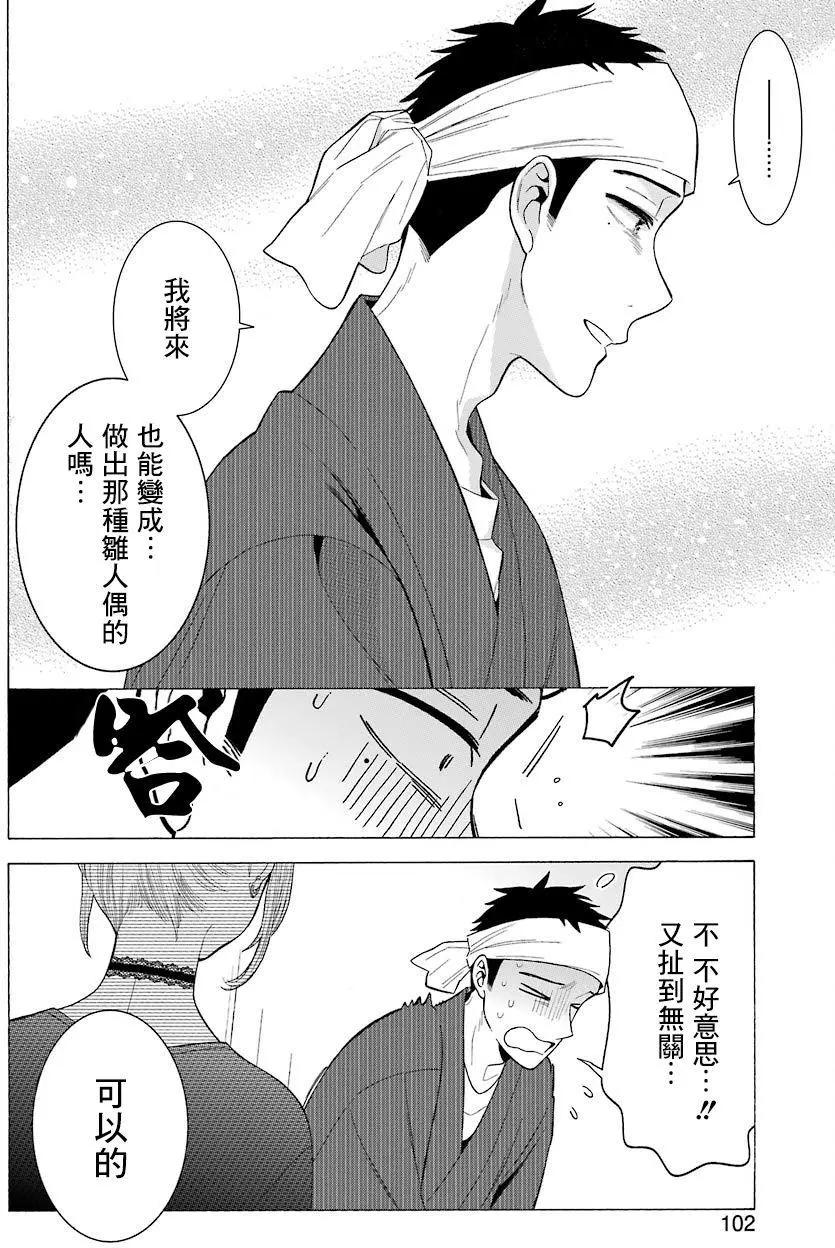 ──……
我將來
也能變成…
做出那種雛人偶的
人嗎…
哈
不 不好意思…!!
又扯到無關…
可以的
102